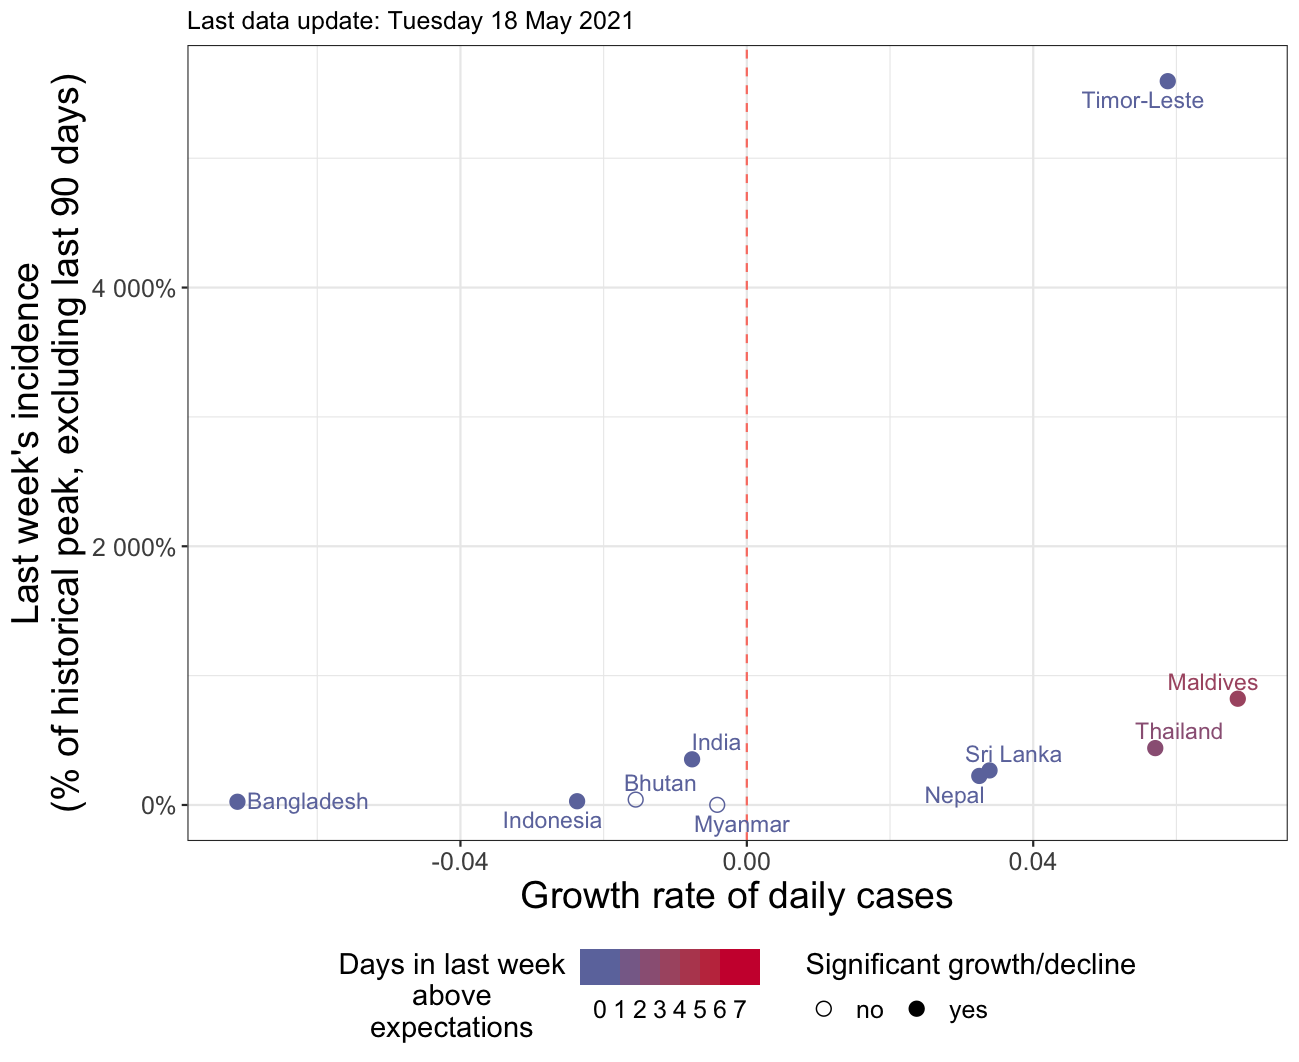 Last data update: Tuesday 18 May 2021
Last week's incidence
(% of historical peak, excluding last 90 days)
4 000%
2 000%
0%
Timor-Leste
Maldives
Thailand
India
Sri Lanka
Bhutan
Nepal
Bangladesh
Indonesia
Myanmar
-0.04
0.00
0.04
Growth rate of daily cases
Days in last week
above
expectations
0 1 2 3 4 5 6 7
Significant growth/decline
no
yes